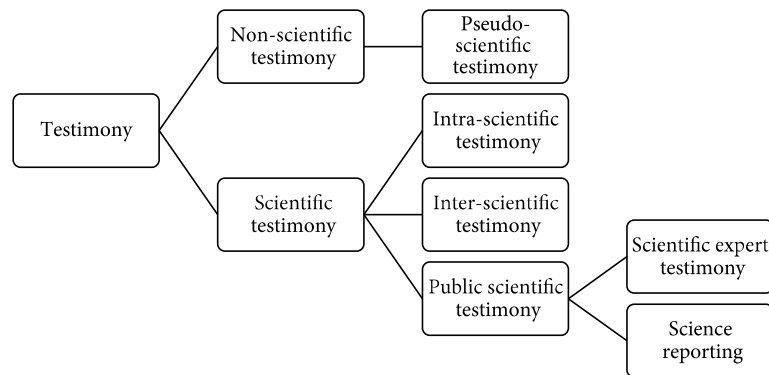 Testimony
Non-scientific
testimony
Pseudo-
scientific
testimony
Scientific
testimony
Intra-scientific
testimony
Inter-scientific
testimony
Public scientific
testimony
Scientific expert
testimony
Science
reporting